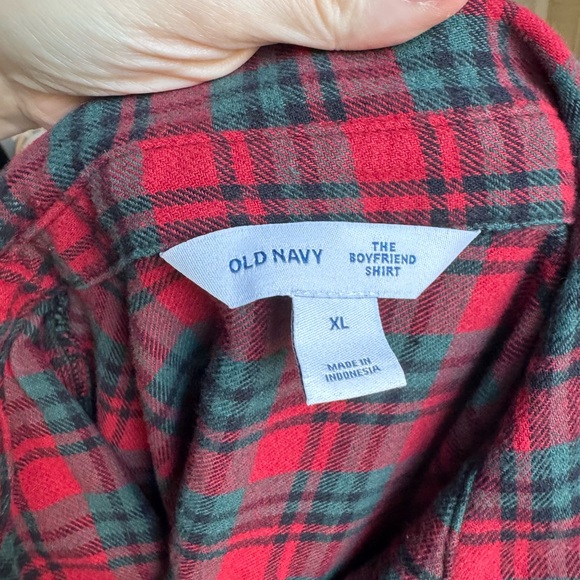 OLD NAVY
THE
BOYFRIEND
SHIRT
XL
MADE IN
INDONESIA